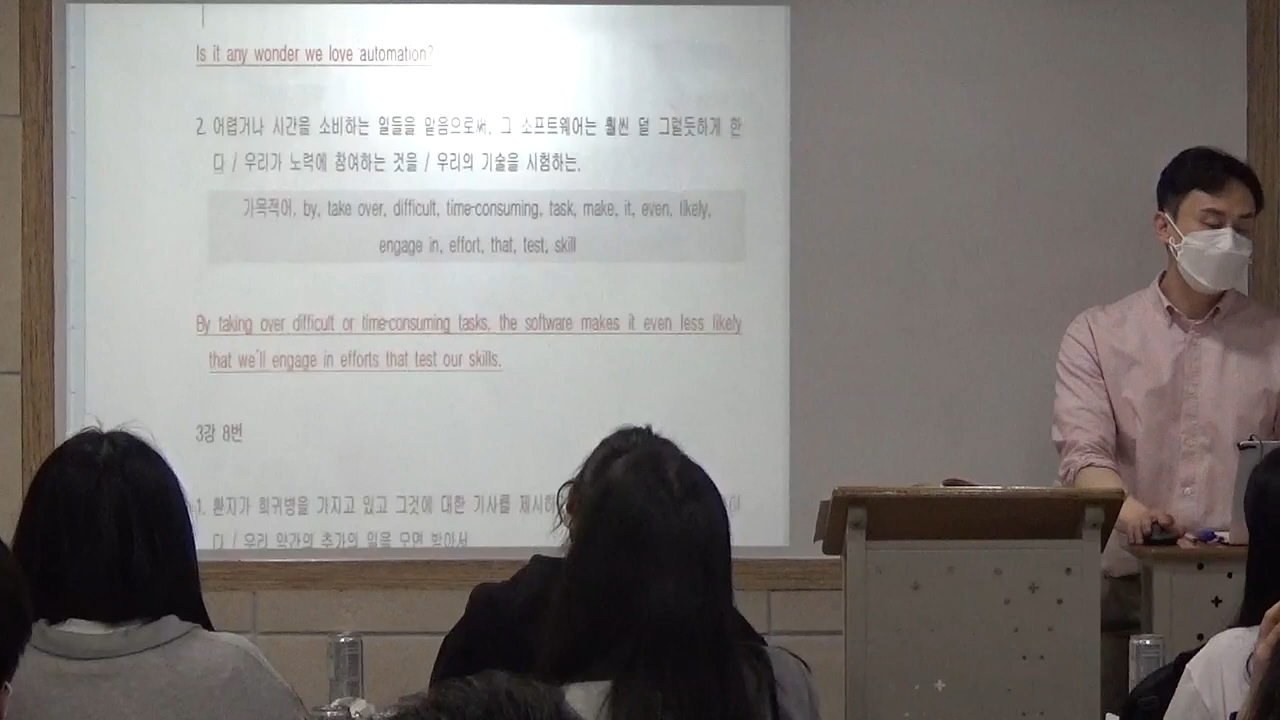 Is it any wonder we love automation?
2. 어렵거나 시간을 소비하는 일들을 맡음으로써, 그 소프트웨어는 훨씬 덜 그럴듯하게 한
다 / 우리가 노력에 참여하는 것을 / 우리의 기술을 시험하는.
가목적어, by, take over, difficult, time-consuming, task, make, it, even, likely,
engage in, effort, that, test, skill
By taking over difficult or time-consuming tasks, the software makes it even less likely
that we'll engage in efforts that test our skills.
3강 8번
1. 환자가 희귀병을 가지고 있고 그것에 대한 기사를 제시하
다 / 우리 약간의 추가의 일을